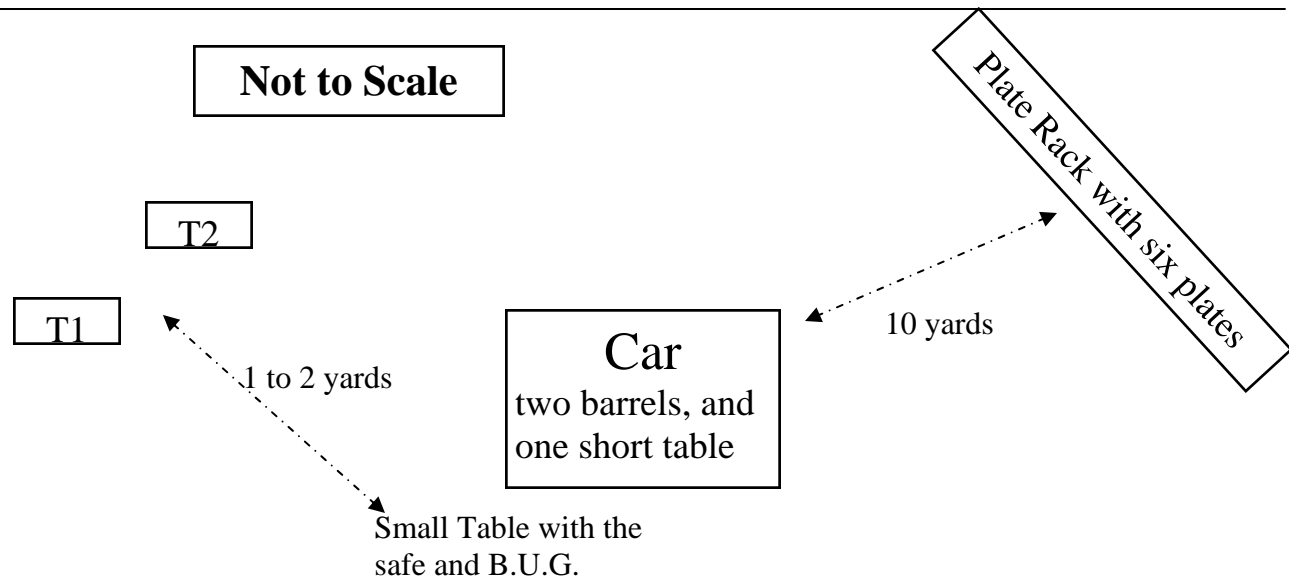 Not to Scale
Plate Rack with six plates
T2
T1
10 yards
Car
two barrels, and
one short table
1 to 2 yards
Small Table with the
safe and B.U.G.